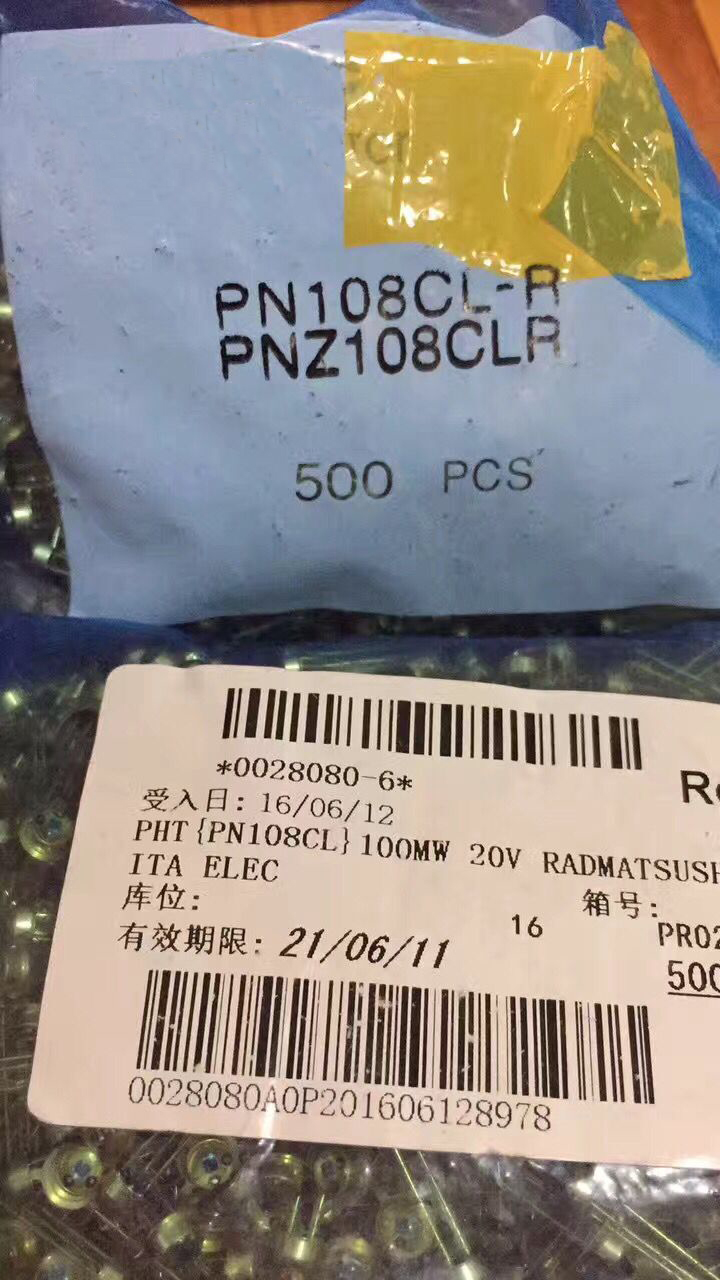 PN108CL-R
PNZ108CLR
500 PCS
*0028080-6*
受入日: 16/06/12
PHT{PN108CL}100MW 20V RADMATSUSH
ITA ELEC
库位:
箱号:
16
有效期限: 21/06/11
PR02
500
0028080A0P201606128978